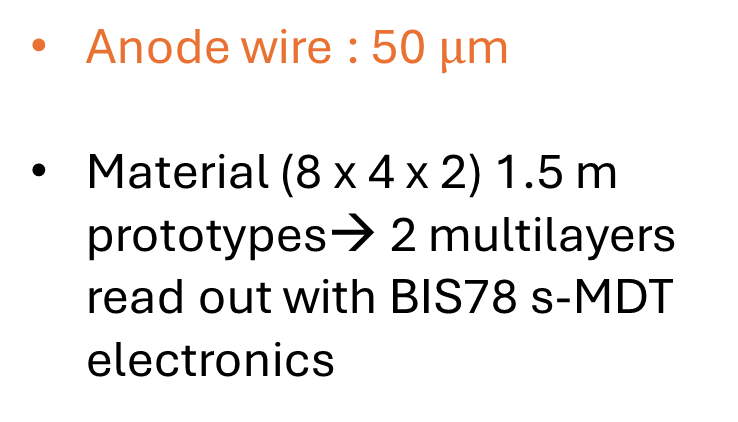 • Anode wire : 50 μm
• Material (8 x 4 x 2) 1.5 m
prototypes→ 2 multilayers
read out with BIS78 s-MDT
electronics